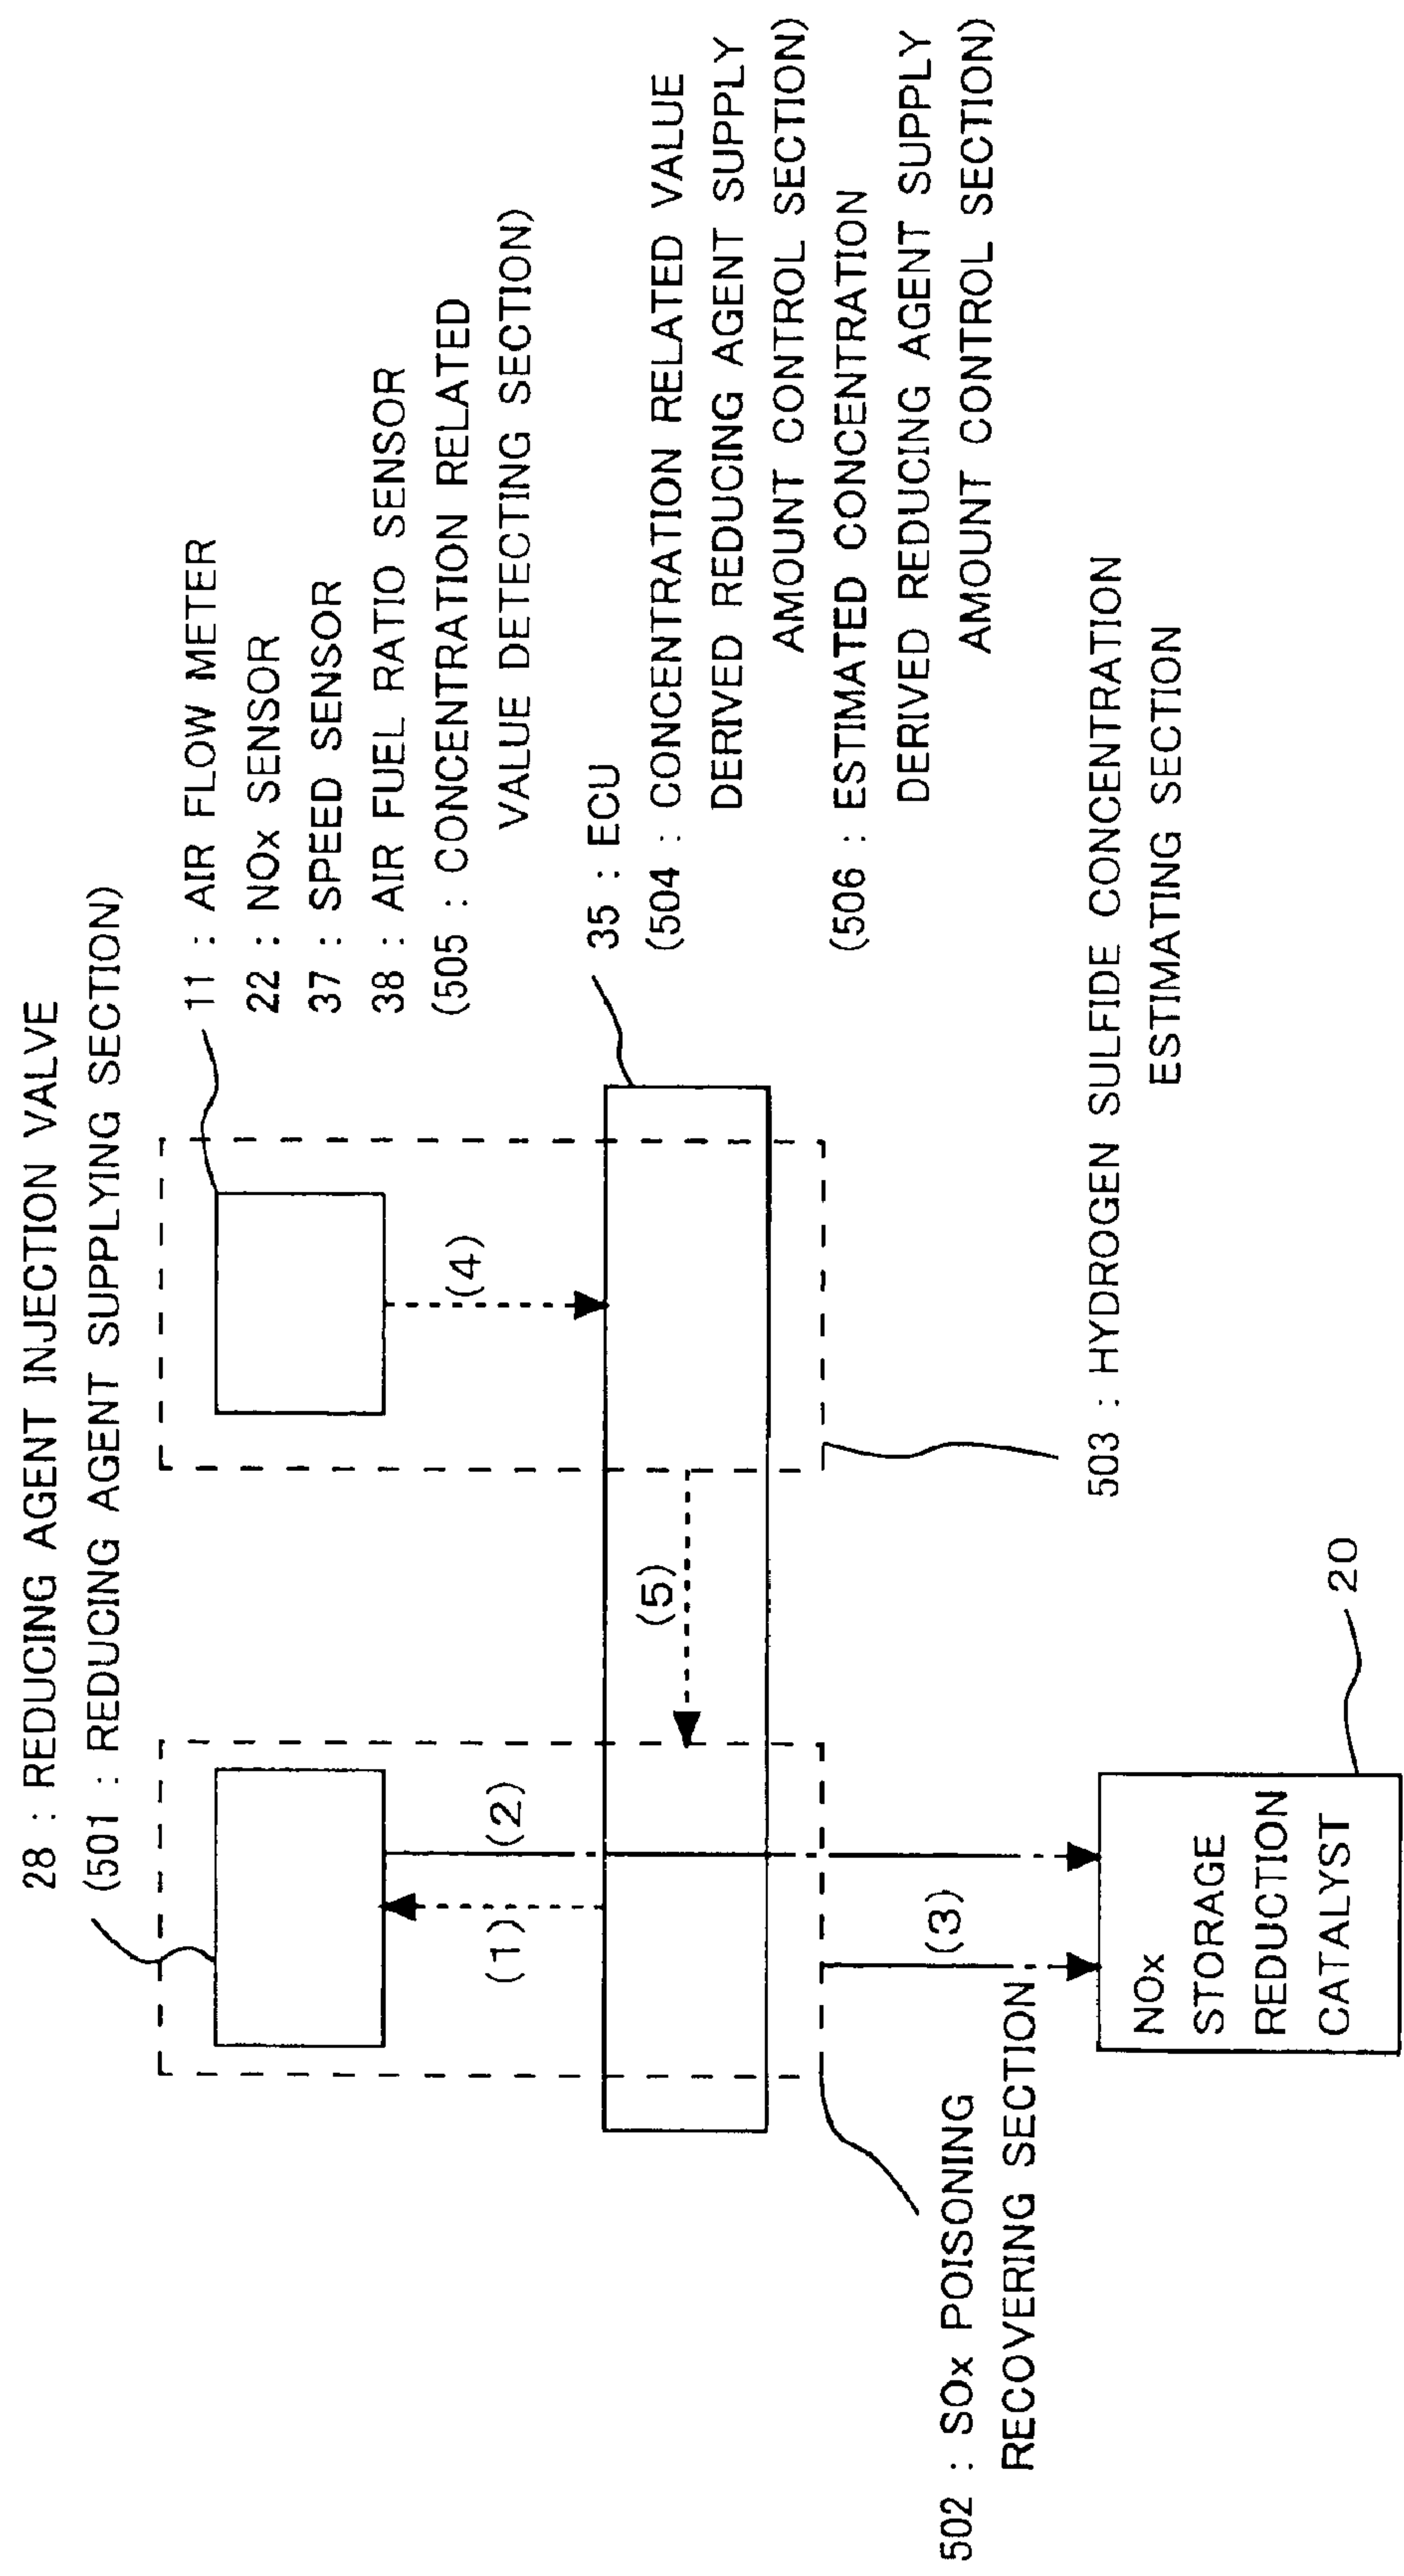 28 : REDUCING AGENT INJECTION VALVE
(501 : REDUCING AGENT SUPPLYING SECTION)
11 : AIR FLOW METER
22 : NOx SENSOR
37 : SPEED SENSOR
38 : AIR FUEL RATIO SENSOR
(505 : CONCENTRATION RELATED
VALUE DETECTING SECTION)
35 : ECU
(504 : CONCENTRATION RELATED VALUE
DERIVED REDUCING AGENT SUPPLY
AMOUNT CONTROL SECTION)
(506 : ESTIMATED CONCENTRATION
DERIVED REDUCING AGENT SUPPLY
AMOUNT CONTROL SECTION)
(1)
(2)
(4)
(5)
(3)
502 : SOx POISONING
RECOVERING SECTION
503 : HYDROGEN SULFIDE CONCENTRATION
ESTIMATING SECTION
NOx
STORAGE
REDUCTION
CATALYST
20